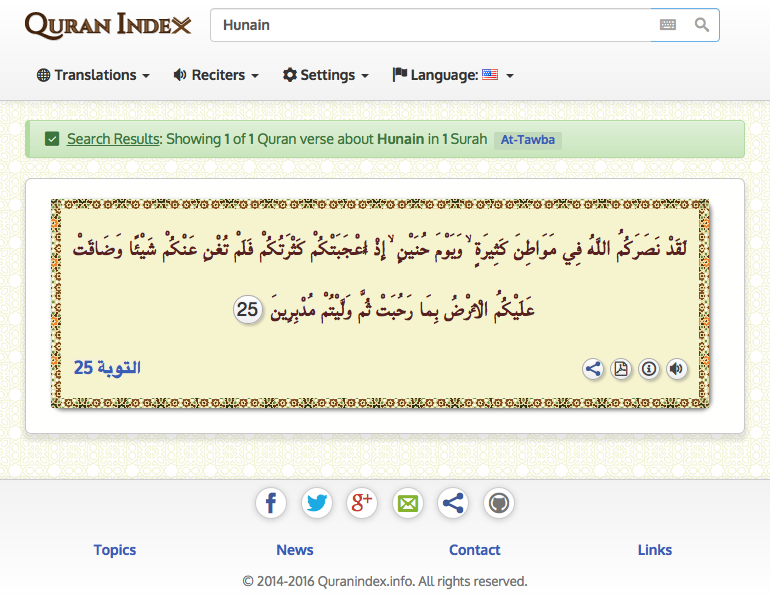 Quran Index
Hunain
Translations
Reciters
Settings
Language:
Search Results: Showing 1 of 1 Quran verse about Hunain in 1 Surah At-Tawba
لَقَدْ نَصَرَكُمُ اللَّهُ فِي مَوَاطِنَ كَثِيرَةٍ ۙ وَيَوْمَ حُنَيْنٍ ۙ إِذْ أَعْجَبَتْكُمْ كَثْرَتُكُمْ فَلَمْ تُغْنِ عَنْكُمْ شَيْئًا وَضَاقَتْ
عَلَيْكُمُ الْأَرْضُ بِمَا رَحُبَتْ ثُمَّ وَلَّيْتُمْ مُدْبِرِينَ 25
التوبة 25
f
g+
Topics
News
Contact
Links
© 2014-2016 Quranindex.info. All rights reserved.